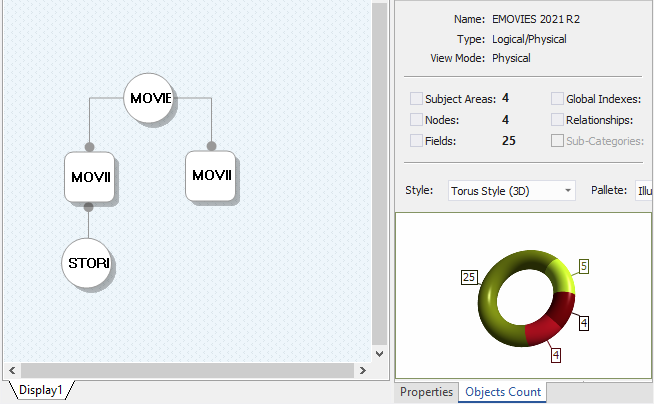 MOVIE
MOVII
MOVII
STORI
Display1
Name: EMOVIES 2021 R2
Type: Logical/Physical
View Mode: Physical
Subject Areas: 4 Global Indexes:
Nodes: 4 Relationships:
Fields: 25 Sub-Categories:
Style: Torus Style (3D) Pallete: Illu
25
5
4
4
Properties Objects Count